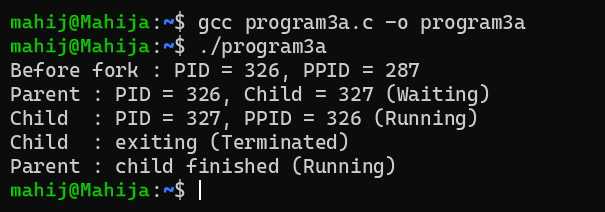 mahij@Mahija:~$ gcc program3a.c -o program3a
mahij@Mahija:~$ ./program3a
Before fork : PID = 326, PPID = 287
Parent : PID = 326, Child = 327 (Waiting)
Child  : PID = 327, PPID = 326 (Running)
Child  : exiting (Terminated)
Parent : child finished (Running)
mahij@Mahija:~$